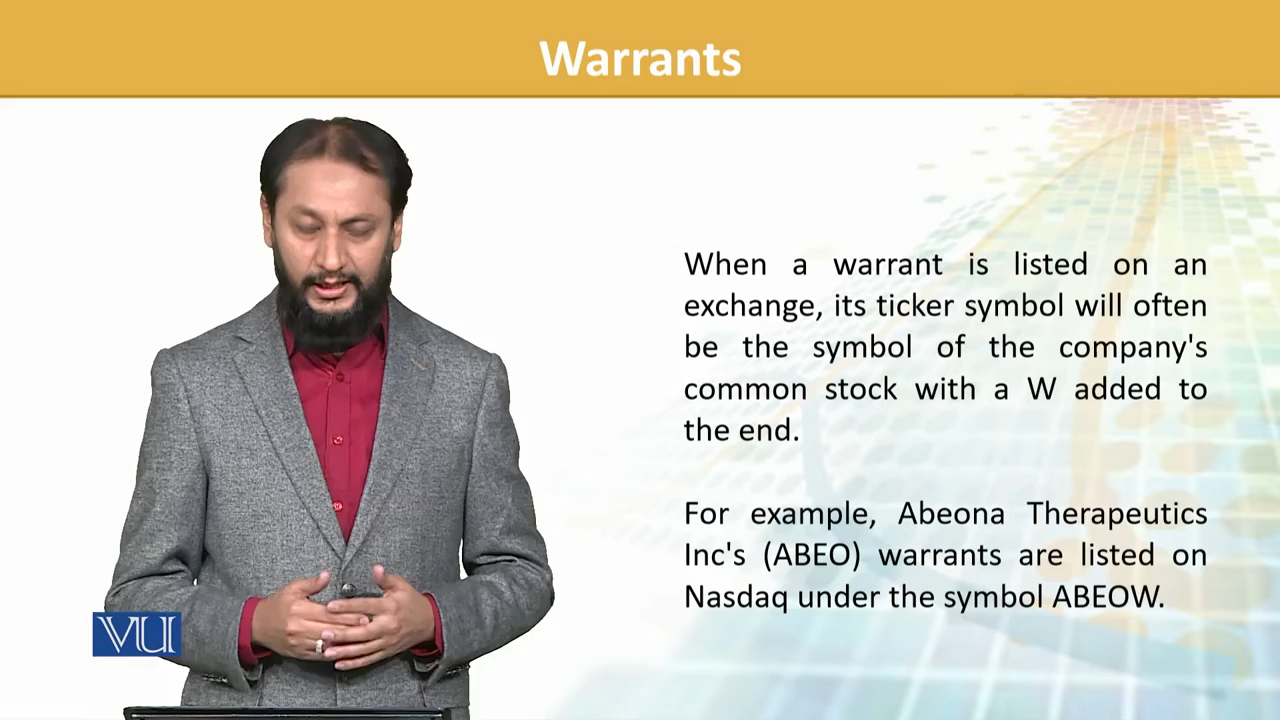 Warrants
When a warrant is listed on an
exchange, its ticker symbol will often
be the symbol of the company's
common stock with a W added to
the end.
For example, Abeona Therapeutics
Inc's (ABEO) warrants are listed on
Nasdaq under the symbol ABEOW.
VU